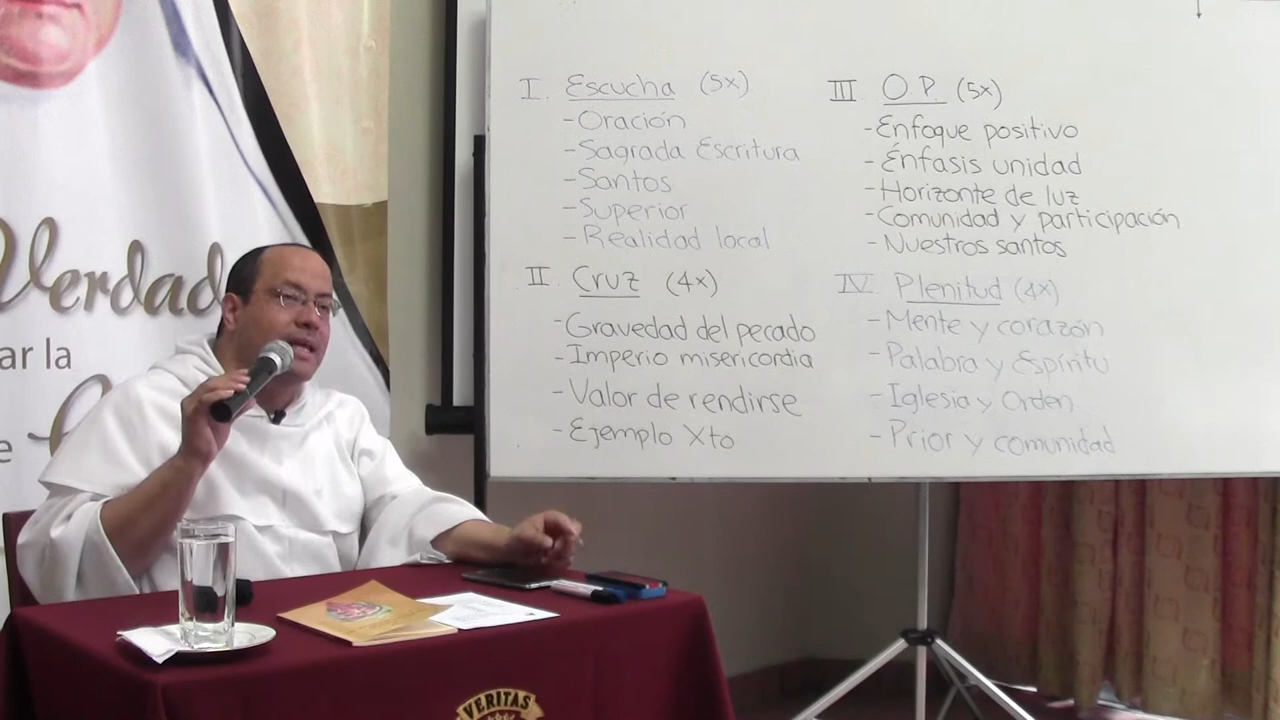 Verdad
ar la
e
I. Escucha (5x)
- Oración
- Sagrada Escritura
- Santos
- Superior
- Realidad local
II. Cruz (4x)
- Gravedad del pecado
- Imperio misericordia
- Valor de rendirse
- Ejemplo Xto
III O.P. (5x)
- Enfoque positivo
- Énfasis unidad
- Horizonte de luz
- Comunidad y participación
- Nuestros santos
IV. Plenitud (4x)
- Mente y corazón
- Palabra y Espíritu
- Iglesia y Orden
- Prior y comunidad
VERITAS